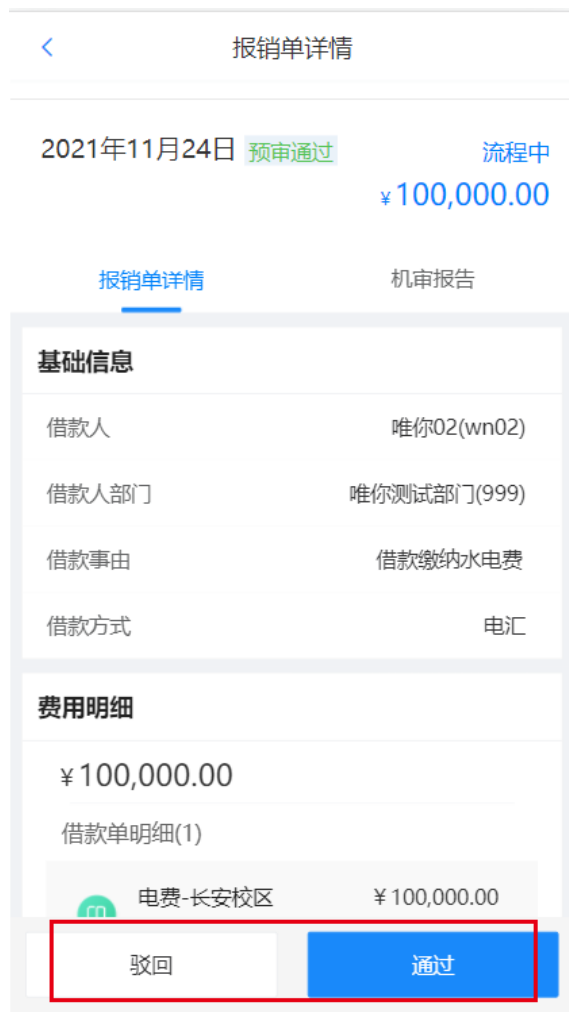 报销单详情
2021年11月24日 预审通过 流程中
¥100,000.00
报销单详情 机审报告
基础信息
借款人 唯你02(wn02)
借款人部门 唯你测试部门(999)
借款事由 借款缴纳水电费
借款方式 电汇
费用明细
¥100,000.00
借款单明细(1)
电费-长安校区 ¥100,000.00
驳回 通过